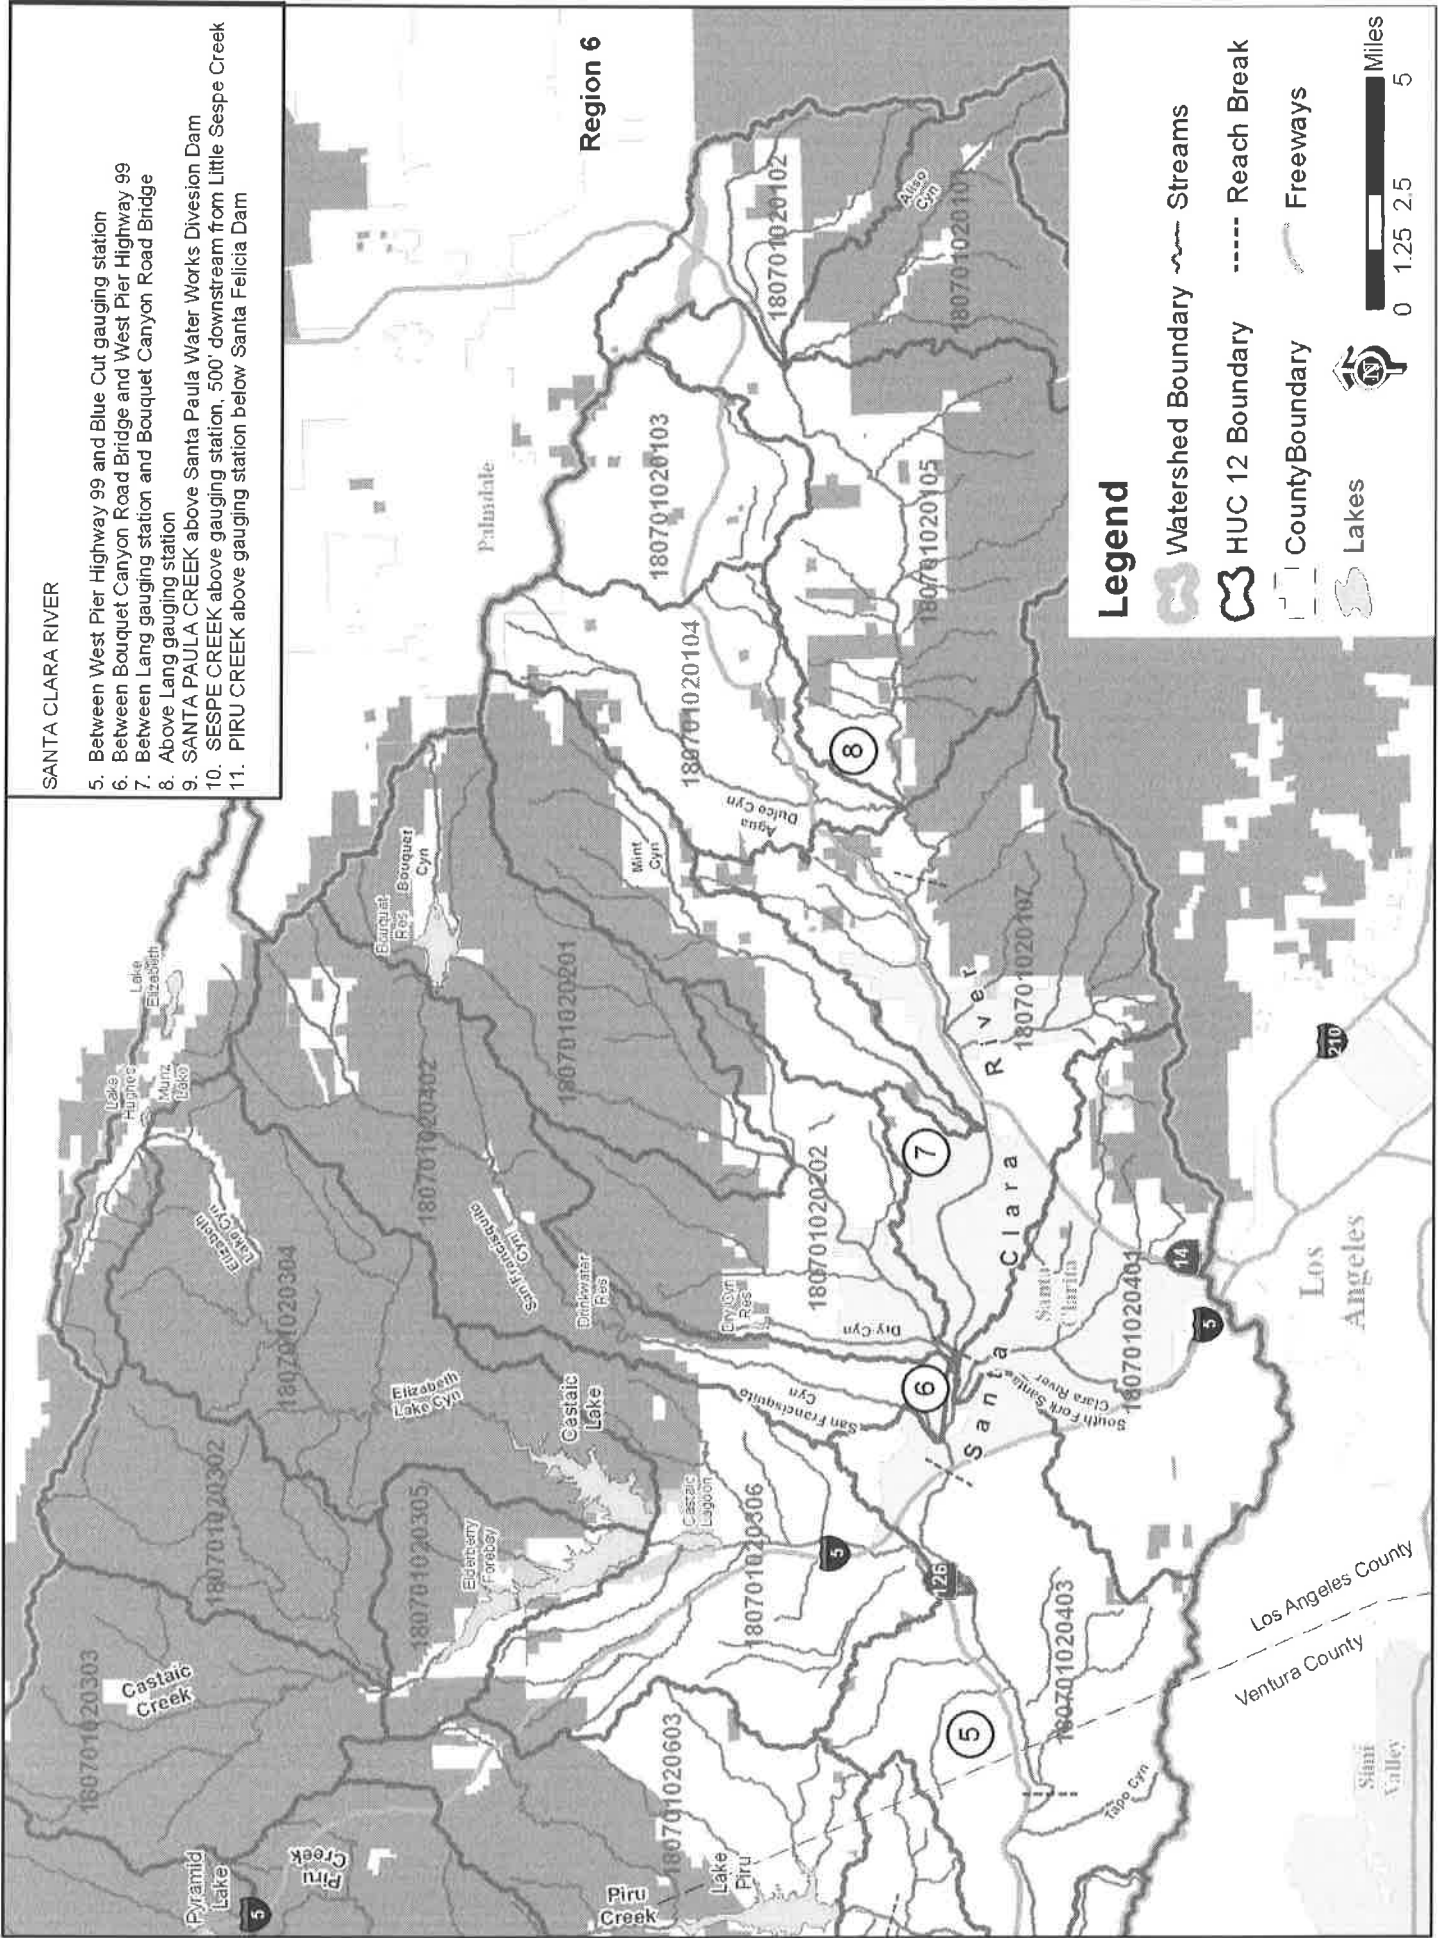 SANTA CLARA RIVER
5. Between West Pier Highway 99 and Blue Cut gauging station
6. Between Bouquet Canyon Road Bridge and West Pier Highway 99
7. Between Lang gauging station and Bouquet Canyon Road Bridge
8. Above Lang gauging station
9. SANTA PAULA CREEK above Santa Paula Water Works Divesion Dam
10. SESPE CREEK above gauging station, 500' downstream from Little Sespe Creek
11. PIRU CREEK above gauging station below Santa Felicia Dam
Region 6
Palmdale
Lake
Elizabeth
Lake
Hughes
Munz
Lake
Bouquet
Res
Bouquet
Cyn
Mint
Cyn
Agua
Dulce Cyn
Aliso
Cyn
Elizabeth
Lake Cyn
San Francisquito
Cyn
Drinkwater
Res
Dry Cyn
Res
Dry Cyn
Elizabeth
Lake Cyn
Castaic
Lake
San Francisquito
Cyn
Castaic
Lagoon
Elderberry
Forebay
Castaic
Creek
Pyramid
Lake
Piru
Creek
Piru
Creek
Lake
Piru
Santa Clara River
South Fork Santa
Clara River
Santa
Clarita
Tapo Cyn
Los
Angeles
Simi
Valley
Los Angeles County
Ventura County
180701020303
180701020302
180701020304
180701020305
180701020402
180701020201
180701020104
180701020103
180701020102
180701020101
180701020105
180701020107
180701020202
180701020306
180701020401
180701020403
180701020603
5
6
7
8
5
5
5
126
14
210
Legend
Watershed Boundary
Streams
HUC 12 Boundary
Reach Break
CountyBoundary
Freeways
Lakes
N
0 1.25 2.5 5
Miles